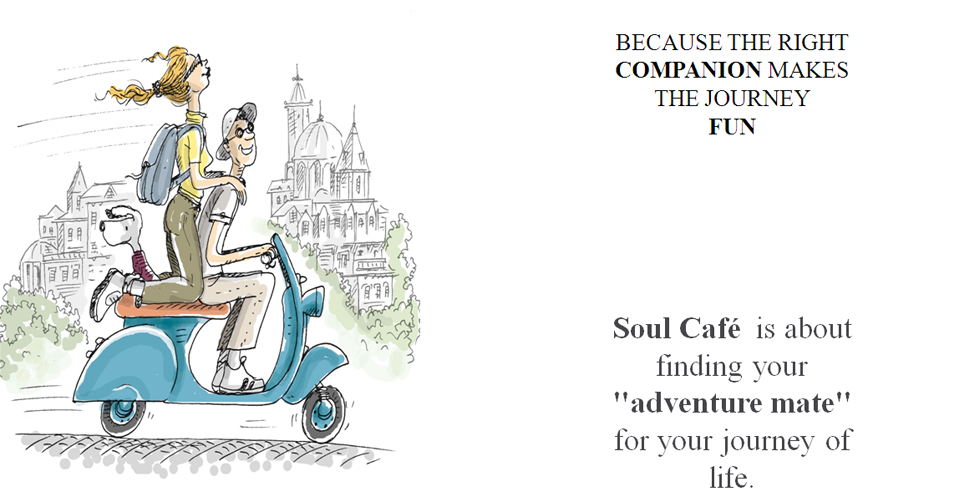 BECAUSE THE RIGHT
COMPANION MAKES
THE JOURNEY
FUN
Soul Café is about
finding your
"adventure mate"
for your journey of
life.